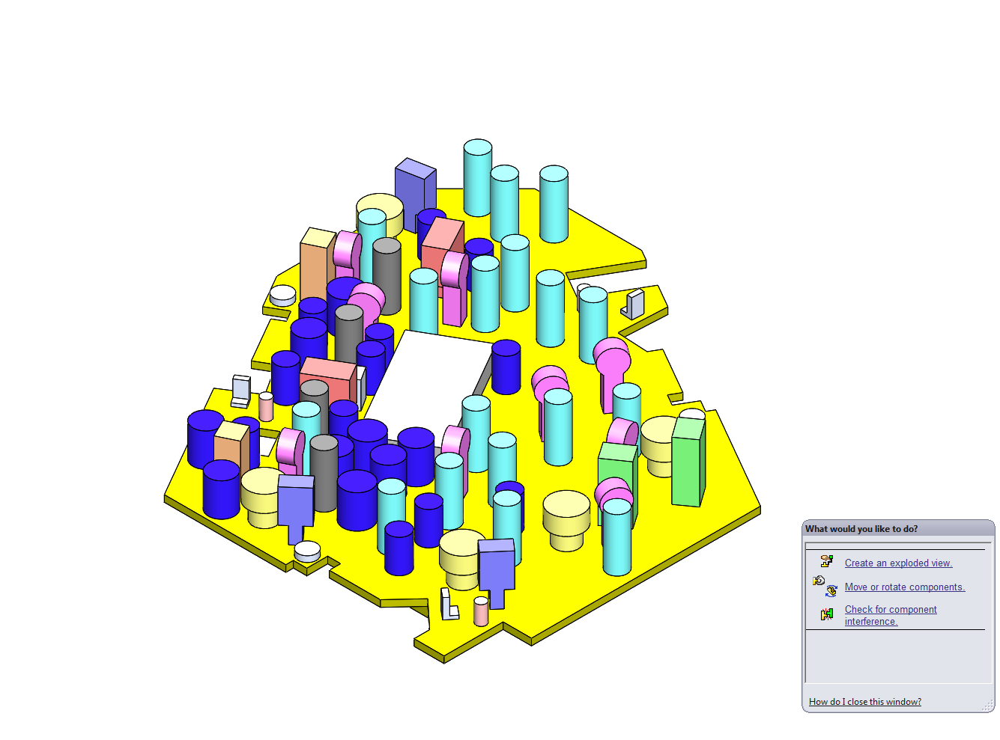 What would you like to do?
Create an exploded view.
Move or rotate components.
Check for component
interference.
How do I close this window?